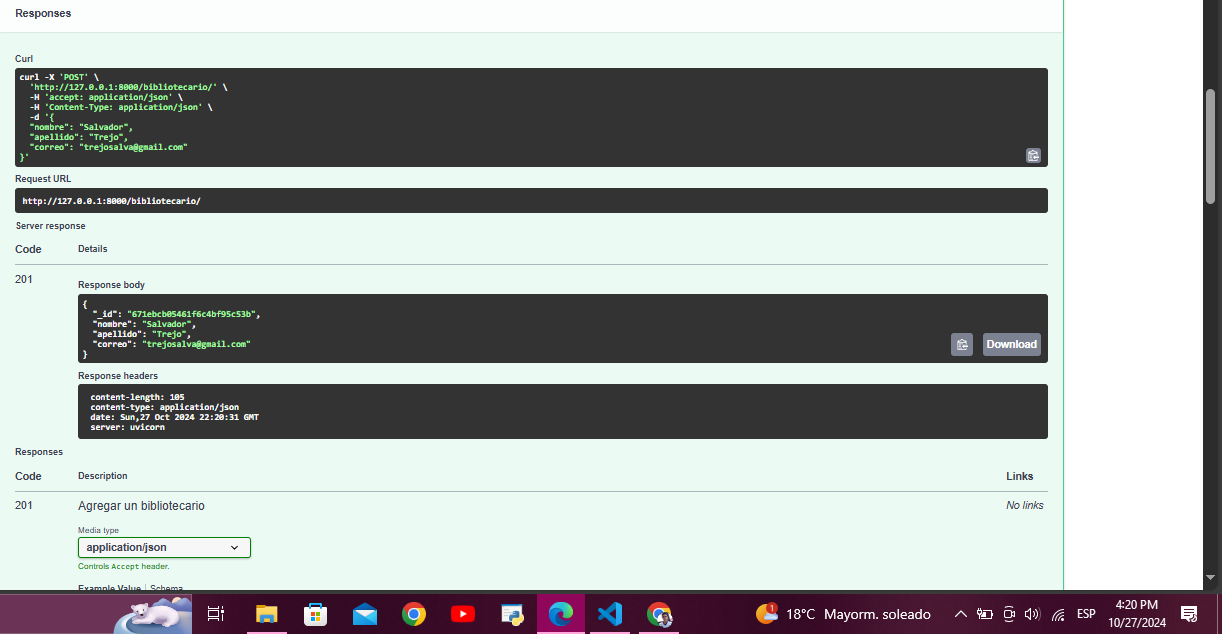 Responses
Curl
curl -X 'POST' \
'http://127.0.0.1:8000/bibliotecario/' \
-H 'accept: application/json' \
-H 'Content-Type: application/json' \
-d '{
"nombre": "Salvador",
"apellido": "Trejo",
"correo": "trejosalva@gmail.com"
}'
Request URL
http://127.0.0.1:8000/bibliotecario/
Server response
Code Details
201
Response body
{
"_id": "671ebcb05461f6c4bf95c53b",
"nombre": "Salvador",
"apellido": "Trejo",
"correo": "trejosalva@gmail.com"
}
Download
Response headers
content-length: 105
content-type: application/json
date: Sun,27 Oct 2024 22:20:31 GMT
server: uvicorn
Responses
Code Description Links
201 Agregar un bibliotecario No links
Media type
application/json
Controls Accept header.
Example Value Schema
1 18°C Mayorm. soleado ESP 4:20 PM
10/27/2024